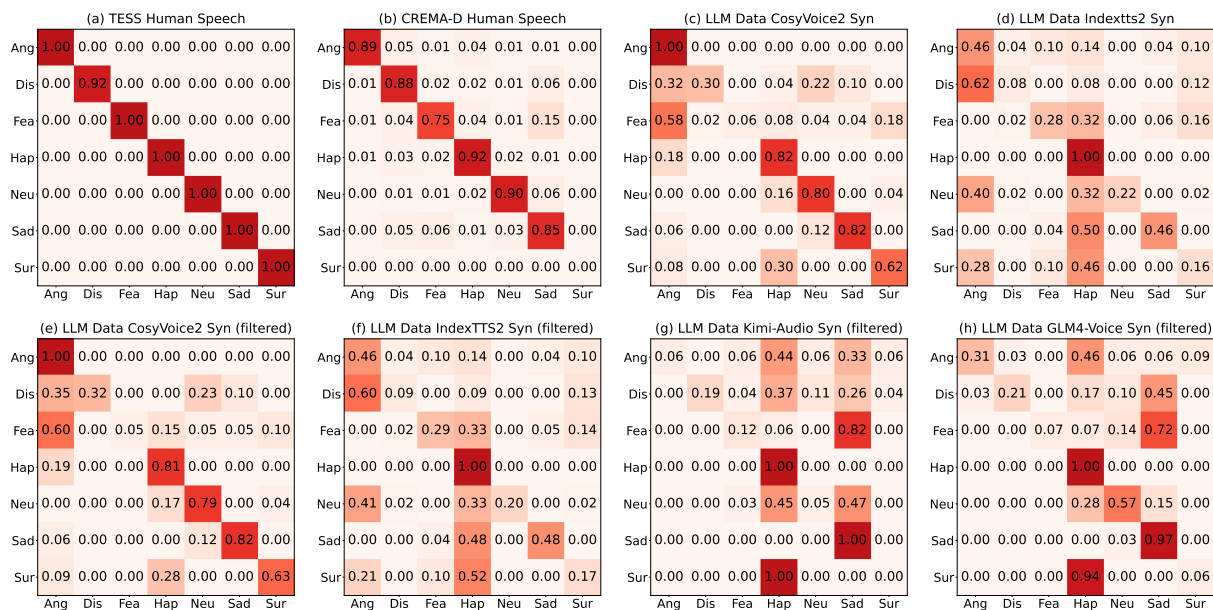 (a) TESS Human Speech
Ang 1.00 0.00 0.00 0.00 0.00 0.00 0.00
Dis 0.00 0.92 0.00 0.00 0.00 0.00 0.00
Fea 0.00 0.00 1.00 0.00 0.00 0.00 0.00
Hap 0.00 0.00 0.00 1.00 0.00 0.00 0.00
Neu 0.00 0.00 0.00 0.00 1.00 0.00 0.00
Sad 0.00 0.00 0.00 0.00 0.00 1.00 0.00
Sur 0.00 0.00 0.00 0.00 0.00 0.00 1.00
Ang Dis Fea Hap Neu Sad Sur
(b) CREMA-D Human Speech
Ang 0.89 0.05 0.01 0.04 0.01 0.01 0.00
Dis 0.01 0.88 0.02 0.02 0.01 0.06 0.00
Fea 0.01 0.04 0.75 0.04 0.01 0.15 0.00
Hap 0.01 0.03 0.02 0.92 0.02 0.01 0.00
Neu 0.00 0.01 0.01 0.02 0.90 0.06 0.00
Sad 0.00 0.05 0.06 0.01 0.03 0.85 0.00
Sur 0.00 0.00 0.00 0.00 0.00 0.00 0.00
Ang Dis Fea Hap Neu Sad Sur
(c) LLM Data CosyVoice2 Syn
Ang 1.00 0.00 0.00 0.00 0.00 0.00 0.00
Dis 0.32 0.30 0.00 0.04 0.22 0.10 0.00
Fea 0.58 0.02 0.06 0.08 0.04 0.04 0.18
Hap 0.18 0.00 0.00 0.82 0.00 0.00 0.00
Neu 0.00 0.00 0.00 0.16 0.80 0.00 0.04
Sad 0.06 0.00 0.00 0.00 0.12 0.82 0.00
Sur 0.08 0.00 0.00 0.30 0.00 0.00 0.62
Ang Dis Fea Hap Neu Sad Sur
(d) LLM Data Indextts2 Syn
Ang 0.46 0.04 0.10 0.14 0.00 0.04 0.10
Dis 0.62 0.08 0.00 0.08 0.00 0.00 0.12
Fea 0.00 0.00 0.28 0.32 0.00 0.06 0.16
Hap 0.00 0.00 0.00 1.00 0.00 0.00 0.00
Neu 0.40 0.02 0.00 0.32 0.22 0.00 0.02
Sad 0.00 0.00 0.04 0.50 0.00 0.46 0.00
Sur 0.28 0.00 0.10 0.46 0.00 0.00 0.16
Ang Dis Fea Hap Neu Sad Sur
(e) LLM Data CosyVoice2 Syn (filtered)
Ang 1.00 0.00 0.00 0.00 0.00 0.00 0.00
Dis 0.35 0.32 0.00 0.00 0.23 0.10 0.00
Fea 0.60 0.00 0.05 0.15 0.05 0.05 0.10
Hap 0.19 0.00 0.00 0.81 0.00 0.00 0.00
Neu 0.00 0.00 0.00 0.17 0.79 0.00 0.04
Sad 0.06 0.00 0.00 0.00 0.12 0.82 0.00
Sur 0.09 0.00 0.00 0.28 0.00 0.00 0.63
Ang Dis Fea Hap Neu Sad Sur
(f) LLM Data IndexTTS2 Syn (filtered)
Ang 0.46 0.04 0.10 0.14 0.00 0.04 0.10
Dis 0.60 0.09 0.00 0.09 0.00 0.00 0.13
Fea 0.00 0.02 0.29 0.33 0.00 0.05 0.14
Hap 0.00 0.00 0.00 1.00 0.00 0.00 0.00
Neu 0.41 0.02 0.00 0.33 0.20 0.00 0.02
Sad 0.00 0.00 0.02 0.48 0.00 0.48 0.00
Sur 0.21 0.00 0.10 0.52 0.00 0.00 0.17
Ang Dis Fea Hap Neu Sad Sur
(g) LLM Data Kimi-Audio Syn (filtered)
Ang 0.06 0.00 0.00 0.44 0.06 0.33 0.06
Dis 0.00 0.19 0.04 0.37 0.11 0.26 0.04
Fea 0.00 0.00 0.12 0.06 0.00 0.82 0.00
Hap 0.00 0.00 0.00 1.00 0.00 0.00 0.00
Neu 0.00 0.00 0.03 0.45 0.05 0.47 0.00
Sad 0.00 0.00 0.00 0.00 0.00 1.00 0.00
Sur 0.00 0.00 0.00 1.00 0.00 0.00 0.00
Ang Dis Fea Hap Neu Sad Sur
(h) LLM Data GLM4-Voice Syn (filtered)
Ang 0.31 0.03 0.00 0.46 0.06 0.06 0.09
Dis 0.03 0.21 0.00 0.17 0.10 0.45 0.00
Fea 0.00 0.00 0.07 0.07 0.14 0.72 0.00
Hap 0.00 0.00 0.00 1.00 0.00 0.00 0.00
Neu 0.00 0.00 0.00 0.28 0.57 0.15 0.00
Sad 0.00 0.00 0.00 0.00 0.03 0.97 0.00
Sur 0.00 0.00 0.00 0.94 0.00 0.00 0.06
Ang Dis Fea Hap Neu Sad Sur